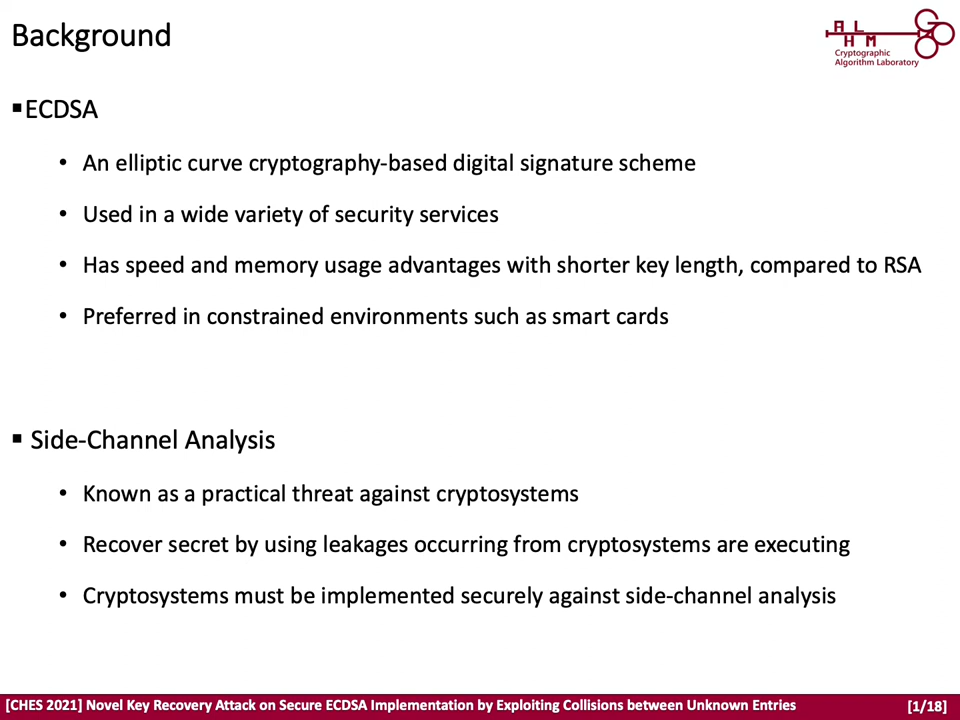 Background
A L
H M
Cryptographic
Algorithm Laboratory
▪ECDSA
• An elliptic curve cryptography-based digital signature scheme
• Used in a wide variety of security services
• Has speed and memory usage advantages with shorter key length, compared to RSA
• Preferred in constrained environments such as smart cards
▪ Side-Channel Analysis
• Known as a practical threat against cryptosystems
• Recover secret by using leakages occurring from cryptosystems are executing
• Cryptosystems must be implemented securely against side-channel analysis
[CHES 2021] Novel Key Recovery Attack on Secure ECDSA Implementation by Exploiting Collisions between Unknown Entries [1/18]